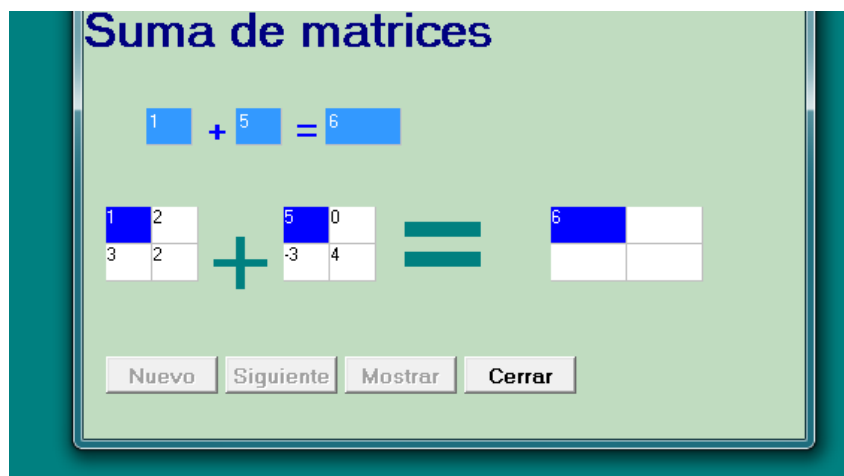 Suma de matrices
1 + 5 = 6
1 2 + 5 0 = 6
3 2 -3 4
Nuevo Siguiente Mostrar Cerrar